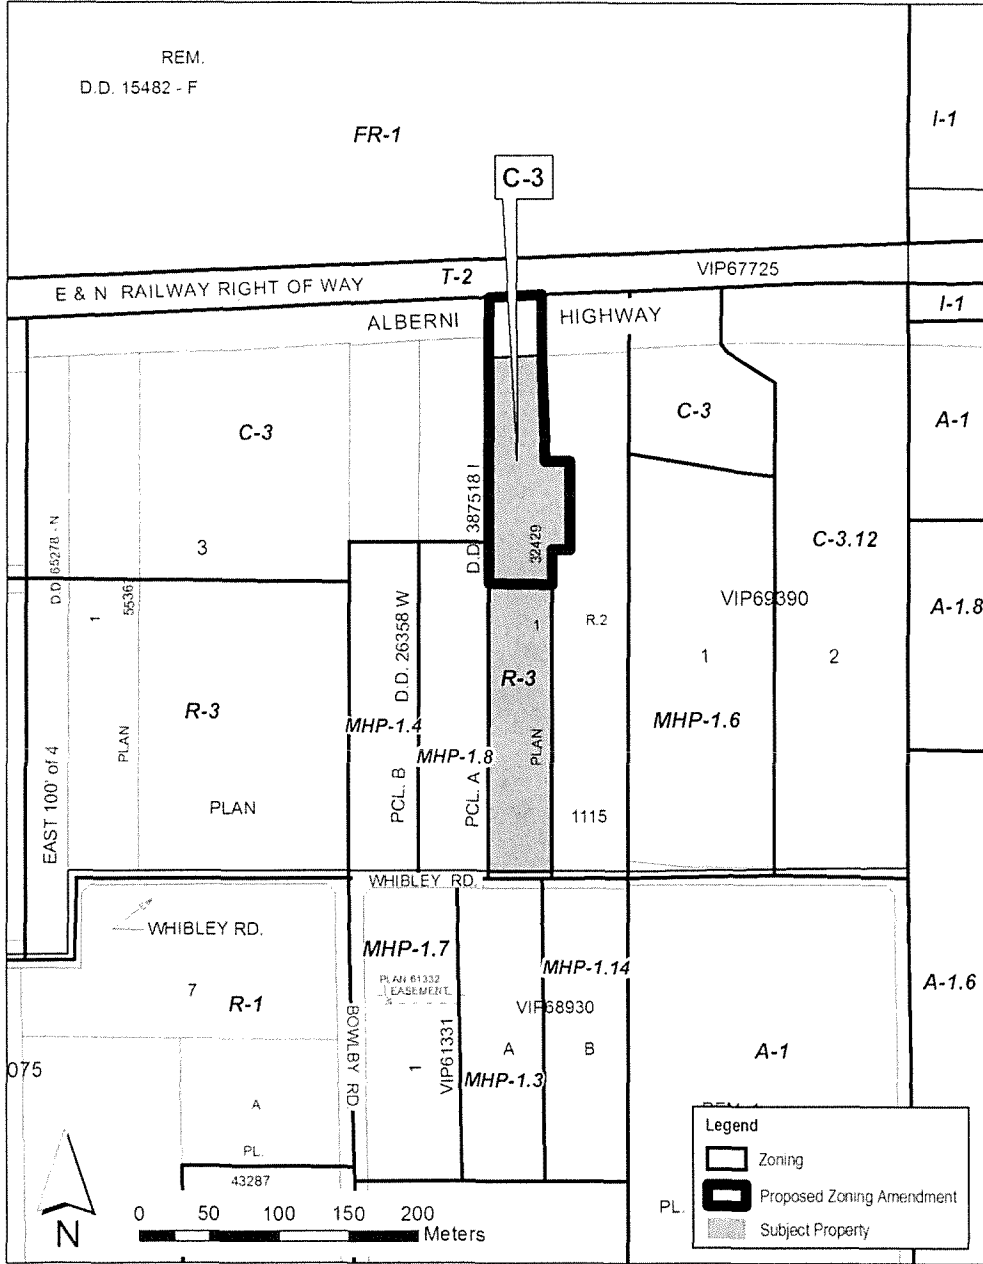 REM.
D.D. 15482 - F
FR-1
I-1
C-3
E & N RAILWAY RIGHT OF WAY
T-2
VIP67725
ALBERNI
HIGHWAY
I-1
C-3
C-3
A-1
D.D. 387518 I
D.D. 65278 - N
3
32429
C-3.12
5536
1
D.D. 26358 W
1
R.2
VIP69390
A-1.8
1
2
R-3
R-3
MHP-1.4
MHP-1.6
MHP-1.8
PLAN
PLAN
EAST 100' of 4
PLAN
PCL. B
PCL. A
1115
WHIBLEY RD.
WHIBLEY RD.
MHP-1.7
MHP-1.14
PLAN 61332
EASEMENT
A-1.6
7
R-1
VIP68930
BOWLBY RD
1
VIP61331
A
B
A-1
075
MHP-1.3
A
PL.
43287
PL.
Legend
Zoning
Proposed Zoning Amendment
Subject Property
N
0 50 100 150 200
Meters